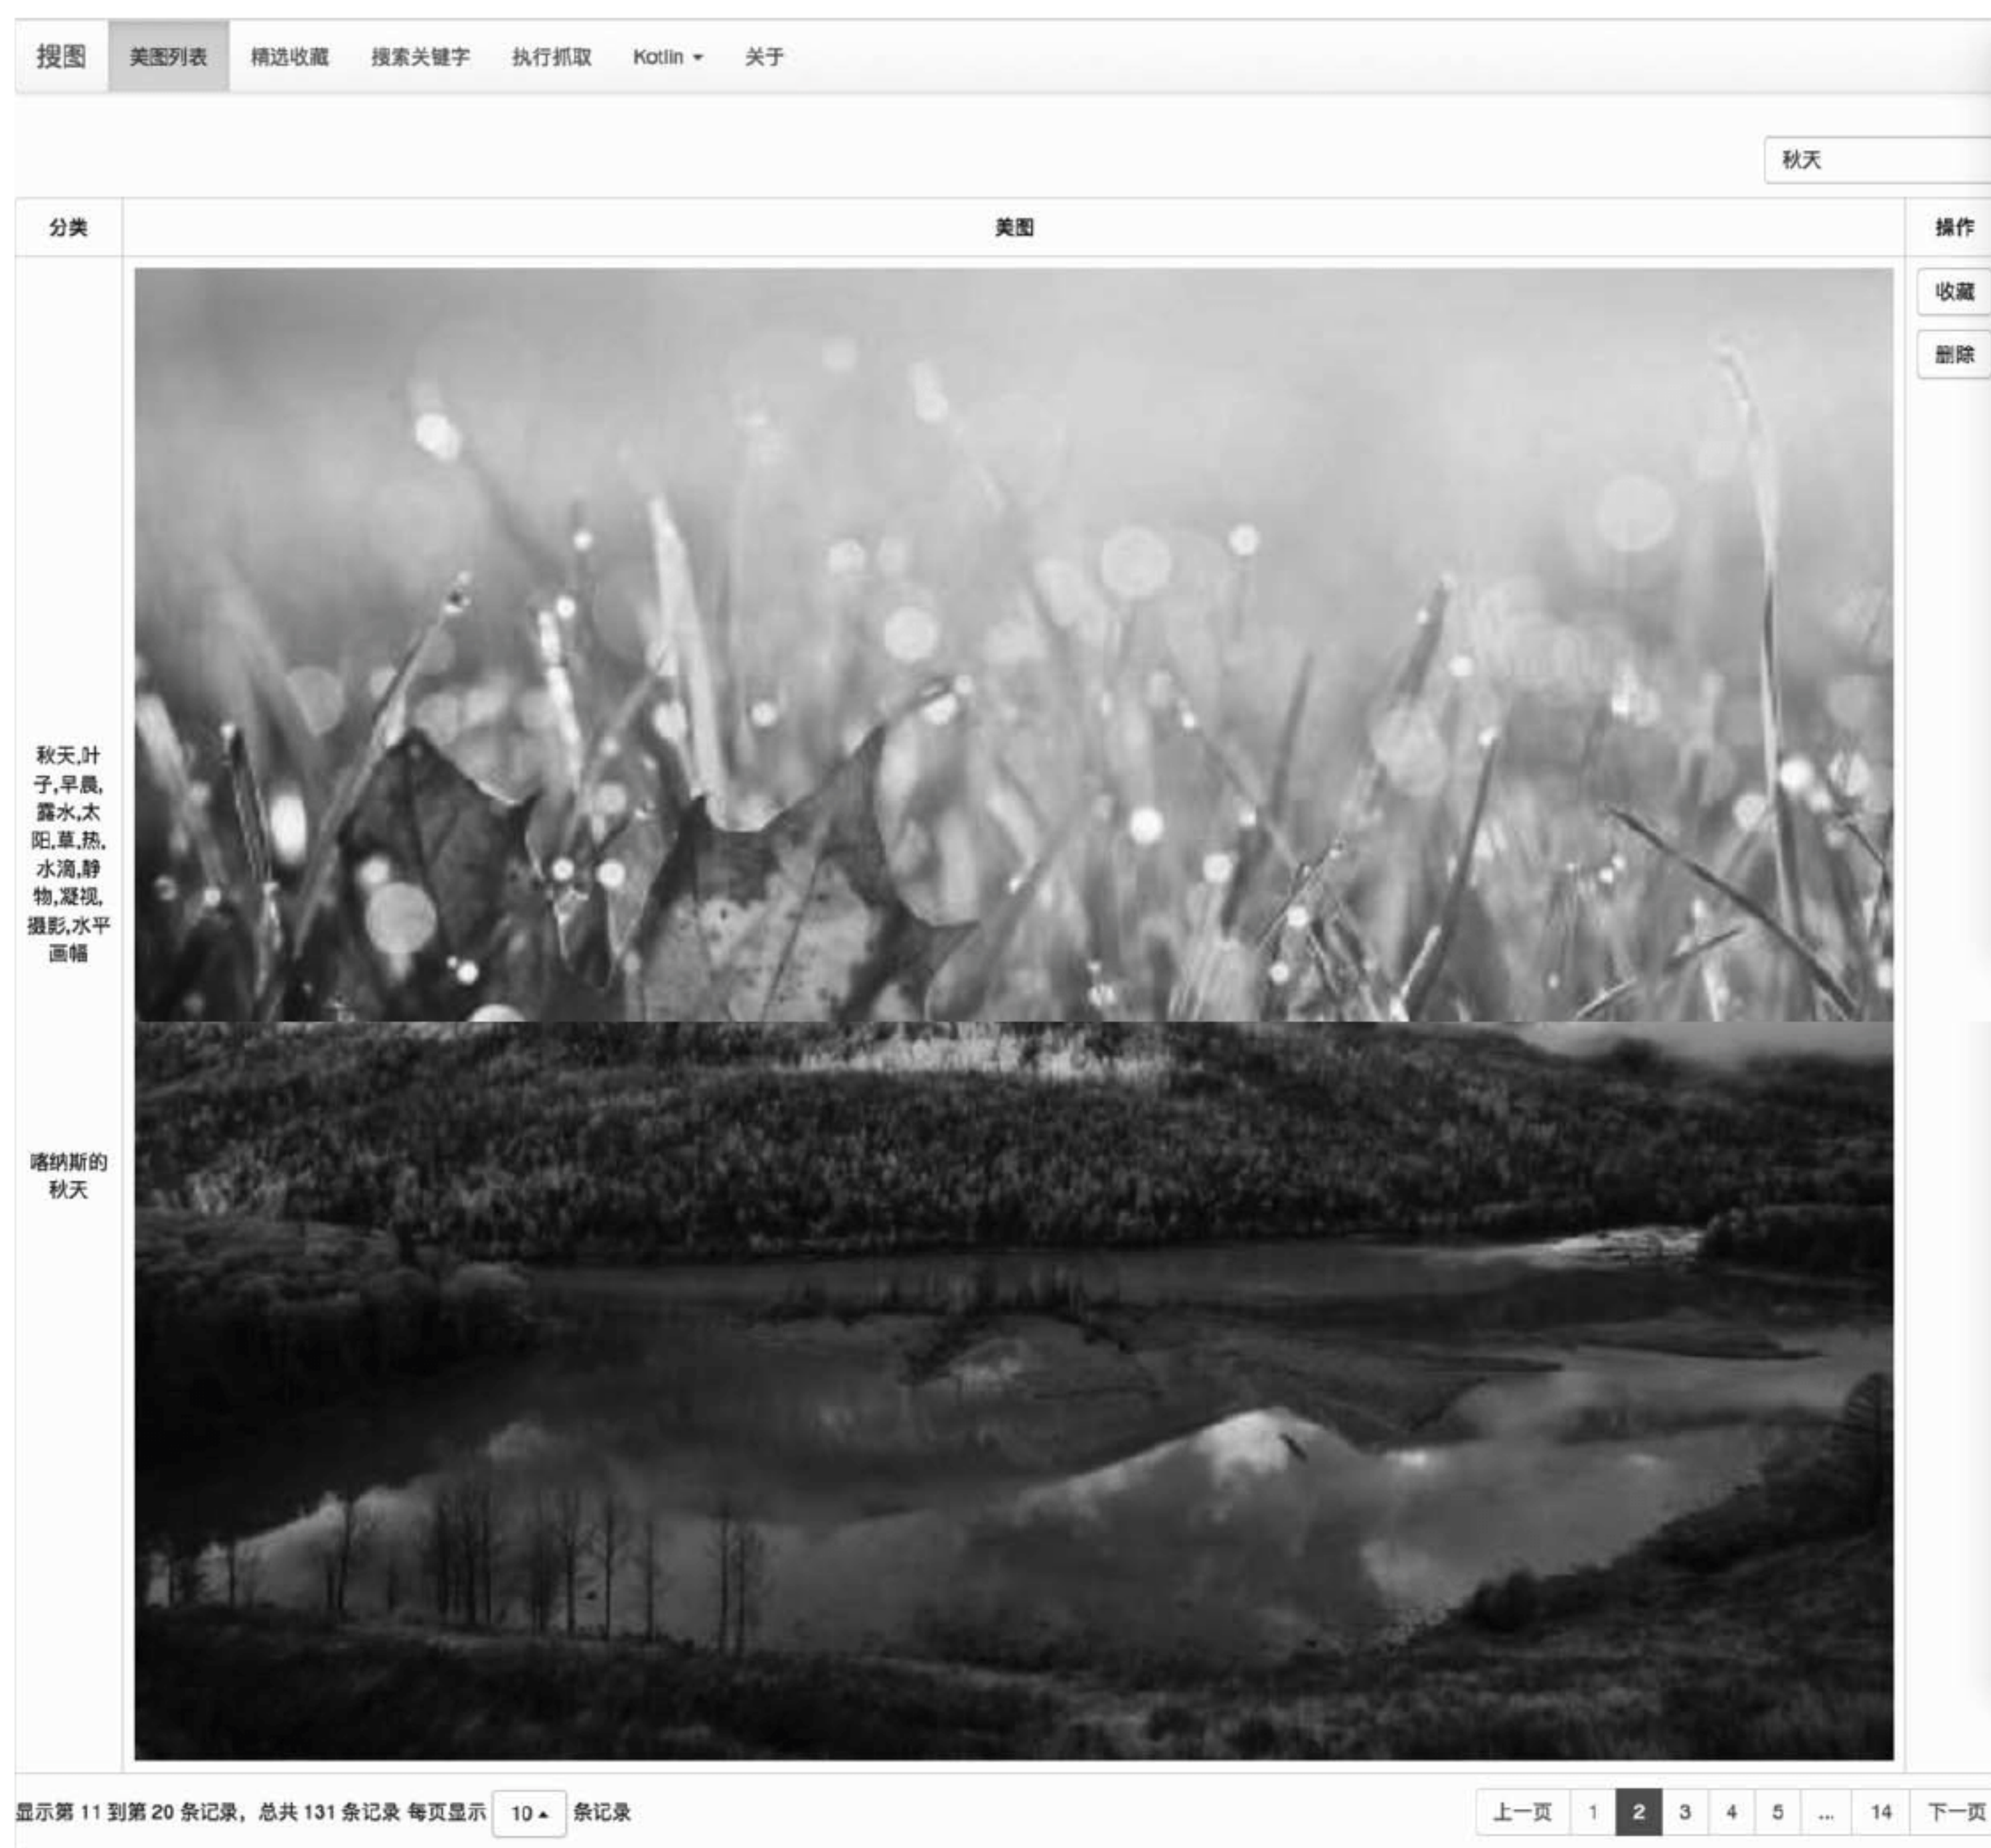 搜图 美图列表 精选收藏 搜索关键字 执行抓取 Kotlin 关于
秋天
分类 美图 操作
收藏
删除
秋天,叶
子,早晨,
露水,太
阳,草,热,
水滴,静
物,凝视,
摄影,水平
画幅
喀纳斯的
秋天
显示第 11 到第 20 条记录，总共 131 条记录 每页显示 10 条记录 上一页 1 2 3 4 5 ... 14 下一页